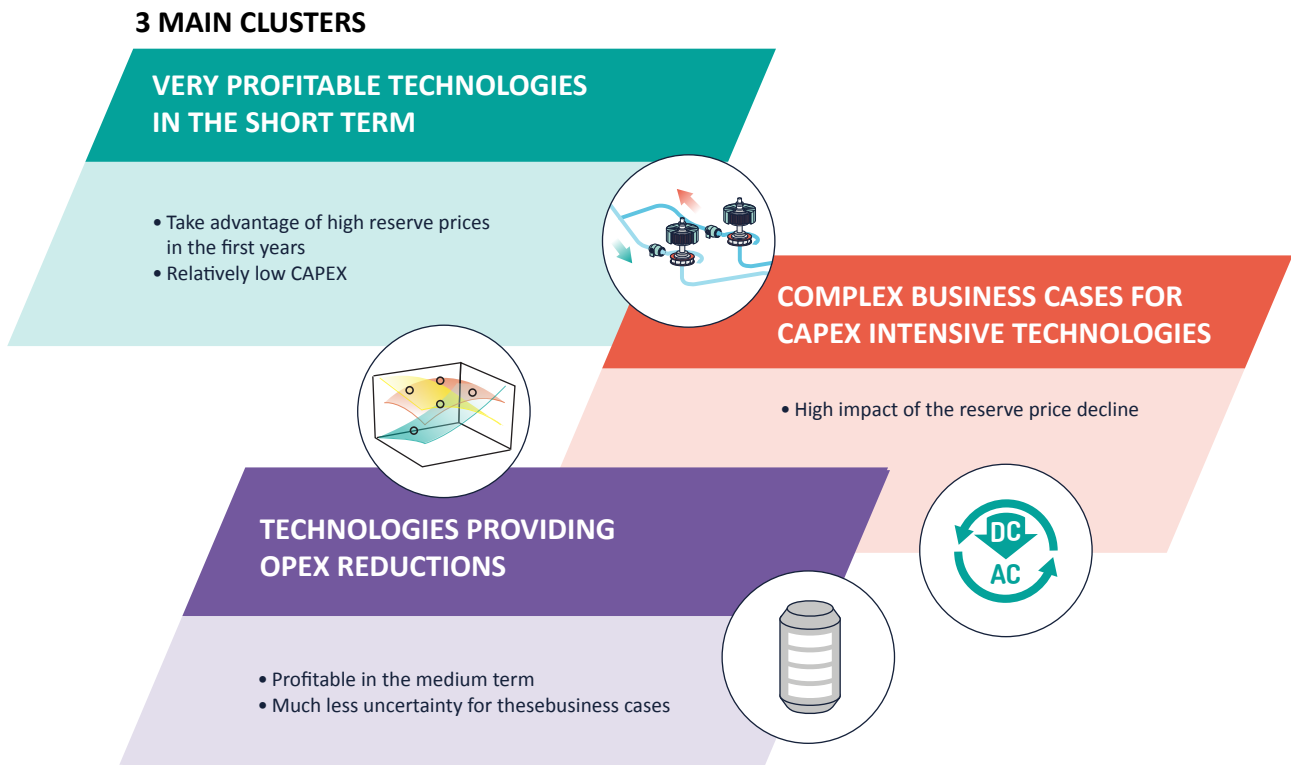 3 MAIN CLUSTERS
VERY PROFITABLE TECHNOLOGIES
IN THE SHORT TERM
• Take advantage of high reserve prices
in the first years
• Relatively low CAPEX
COMPLEX BUSINESS CASES FOR
CAPEX INTENSIVE TECHNOLOGIES
• High impact of the reserve price decline
DC
AC
TECHNOLOGIES PROVIDING
OPEX REDUCTIONS
• Profitable in the medium term
• Much less uncertainty for thesebusiness cases